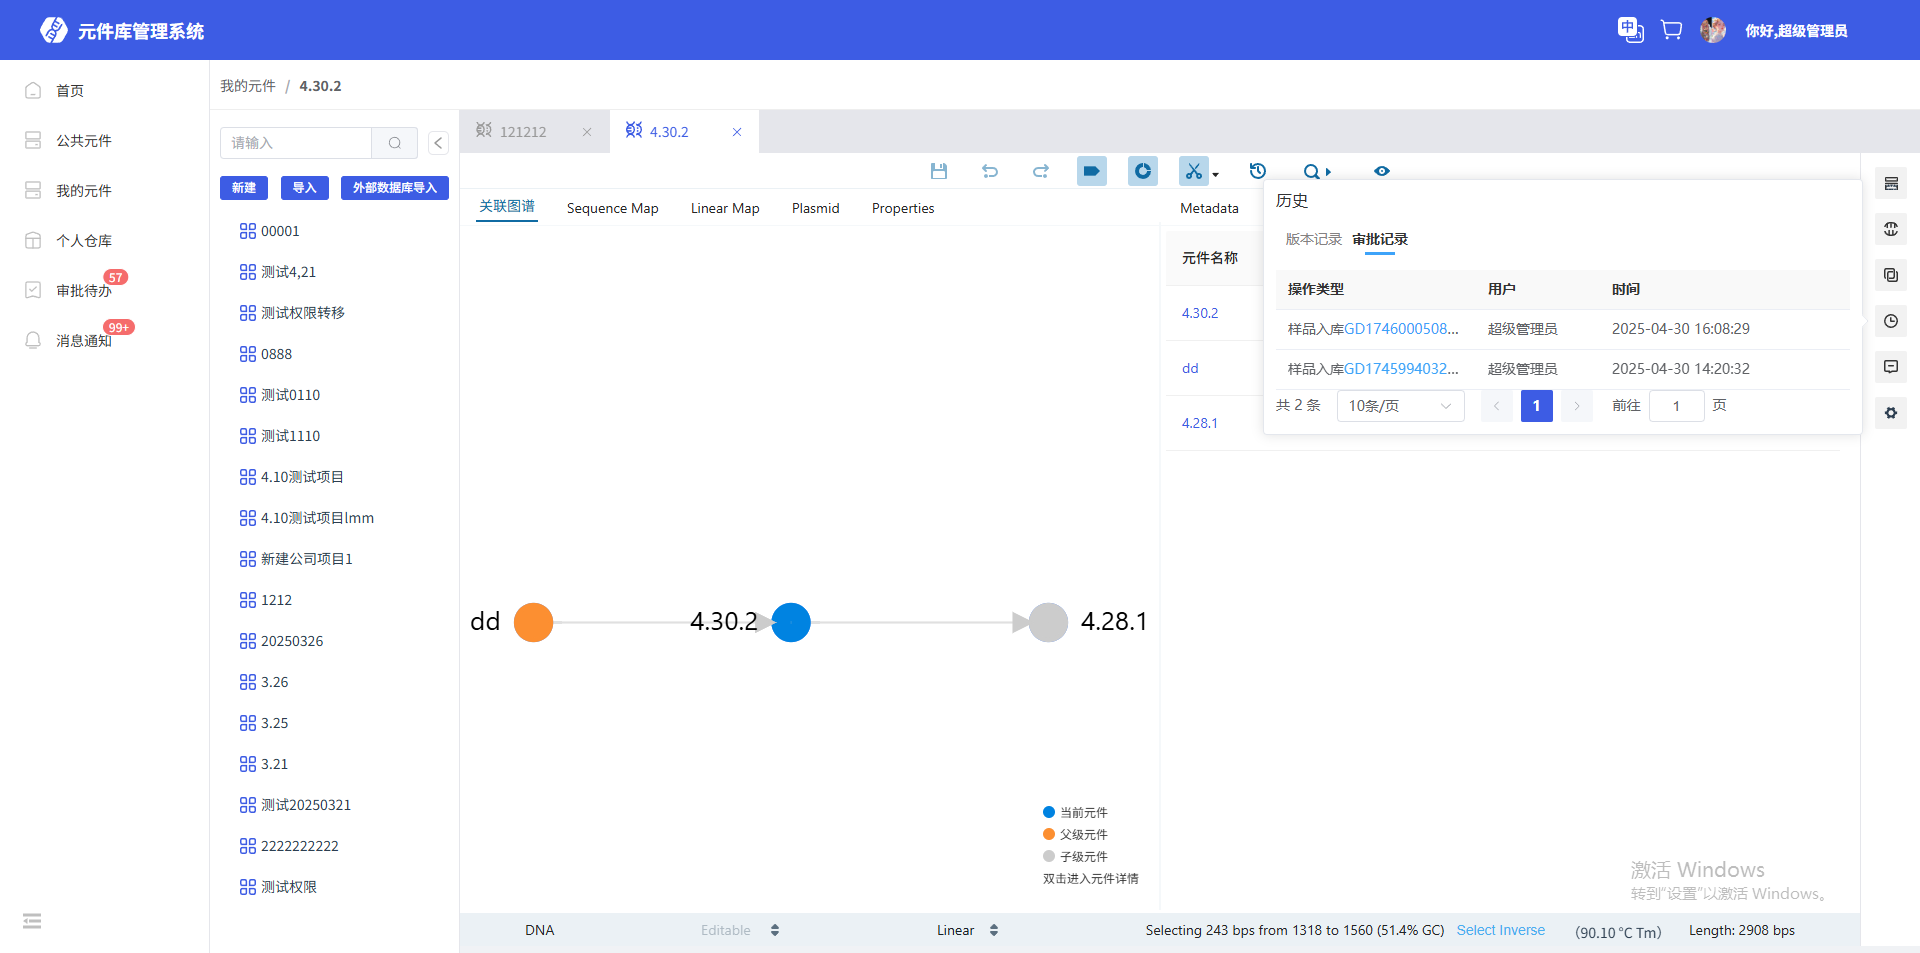 元件库管理系统
中
你好,超级管理员
首页
公共元件
我的元件
个人仓库
审批待办
57
消息通知
99+
我的元件 / 4.30.2
请输入
新建
导入
外部数据库导入
00001
测试4,21
测试权限转移
0888
测试0110
测试1110
4.10测试项目
4.10测试项目lmm
新建公司项目1
1212
20250326
3.26
3.25
3.21
测试20250321
2222222222
测试权限
121212
4.30.2
关联图谱
Sequence Map
Linear Map
Plasmid
Properties
Metadata
元件名称
4.30.2
dd
4.28.1
历史
版本记录
审批记录
操作类型 用户 时间
样品入库GD1746000508... 超级管理员 2025-04-30 16:08:29
样品入库GD1745994032... 超级管理员 2025-04-30 14:20:32
共 2 条
10条/页
1
前往 1 页
dd
4.30.2
4.28.1
当前元件
父级元件
子级元件
双击进入元件详情
激活 Windows
转到“设置”以激活 Windows。
DNA
Editable
Linear
Selecting 243 bps from 1318 to 1560 (51.4% GC)
Select Inverse
(90.10 °C Tm)
Length: 2908 bps